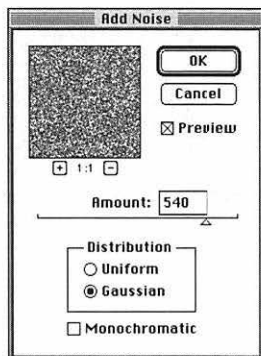 Add Noise
OK
Cancel
Preview
+ 1:1 −
Amount: 540
Distribution
Uniform
Gaussian
Monochromatic